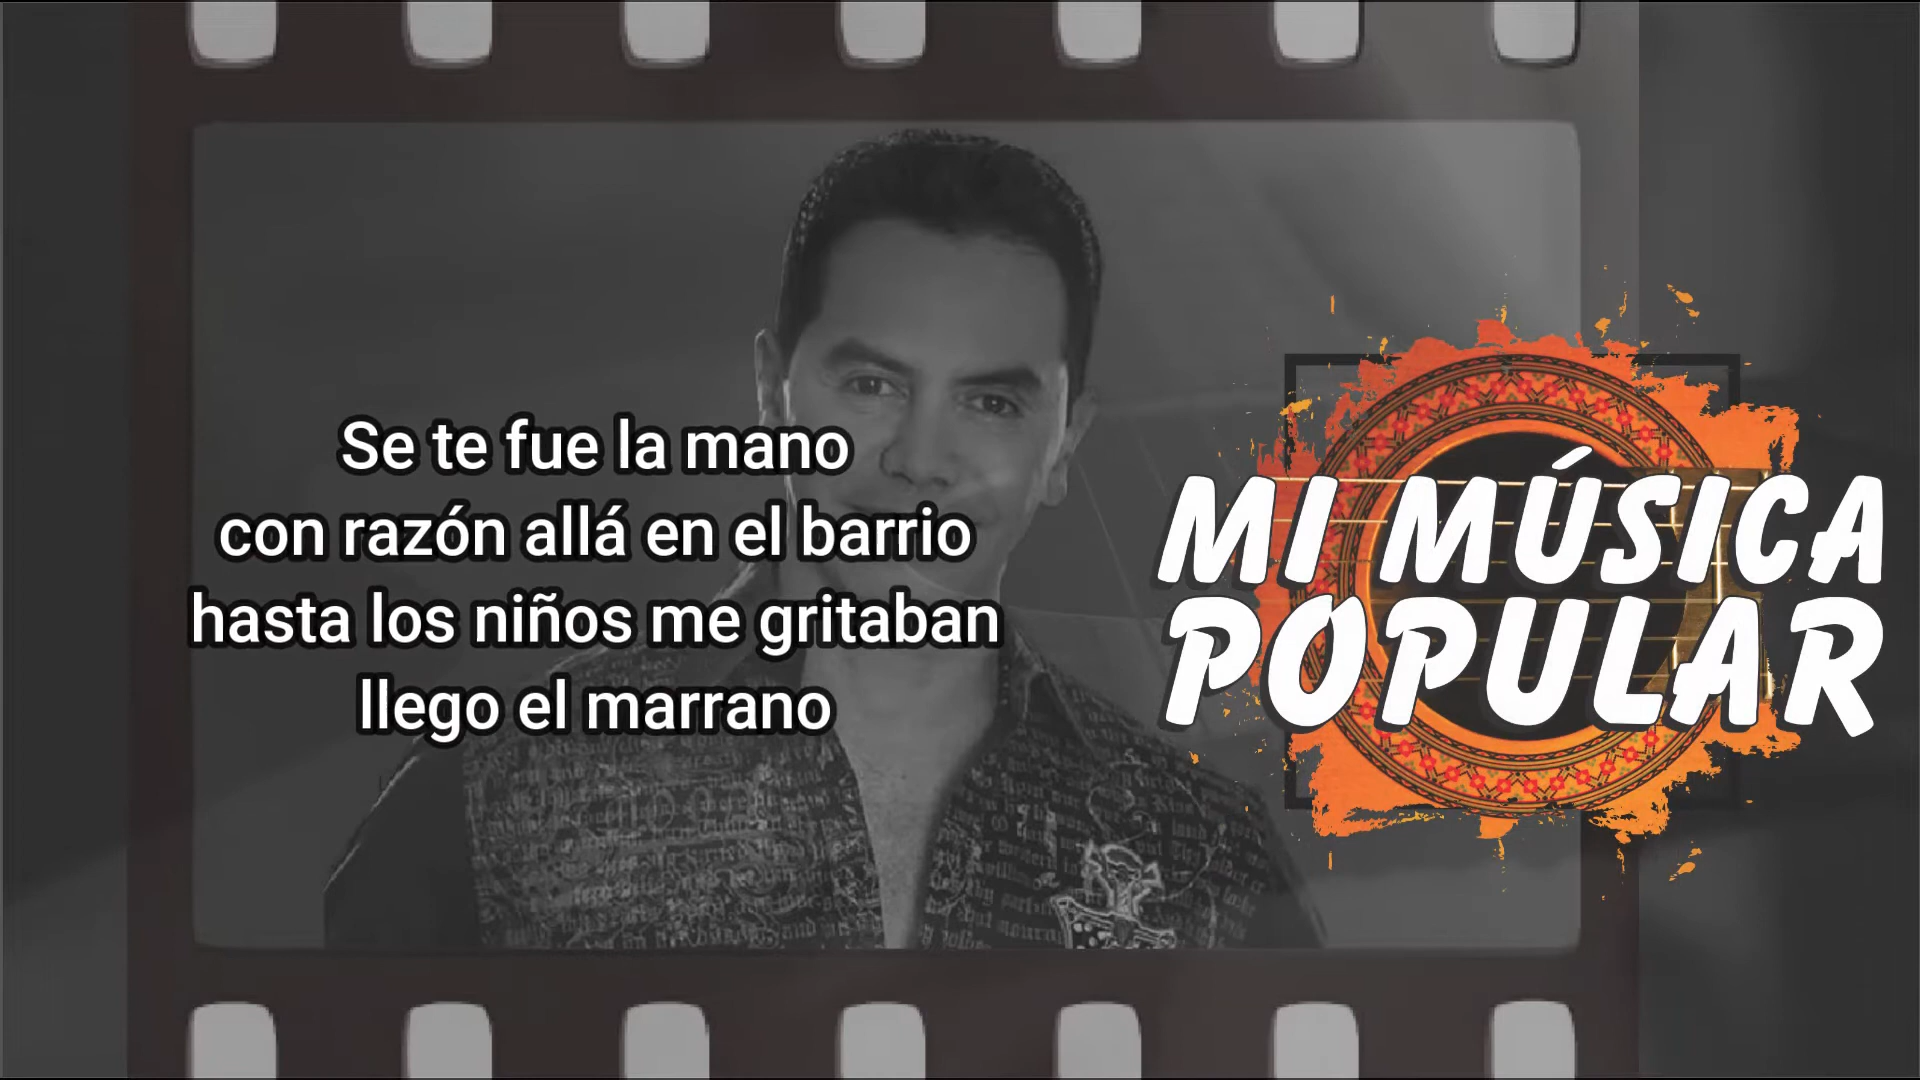 Se te fue la mano
con razón allá en el barrio
hasta los niños me gritaban
llego el marrano
MI MÚSICA
POPULAR